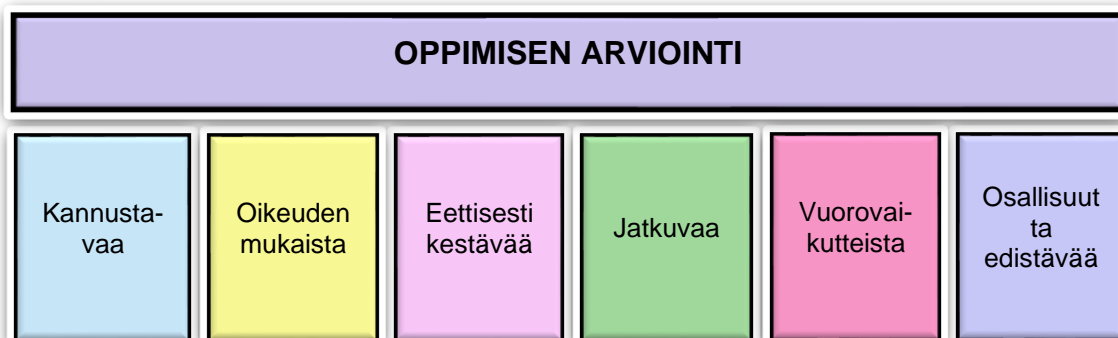 OPPIMISEN ARVIOINTI
Kannusta-
vaa
Oikeuden
mukaista
Eettisesti
kestävää
Jatkuvaa
Vuorovai-
kutteista
Osallisuut
ta
edistävää